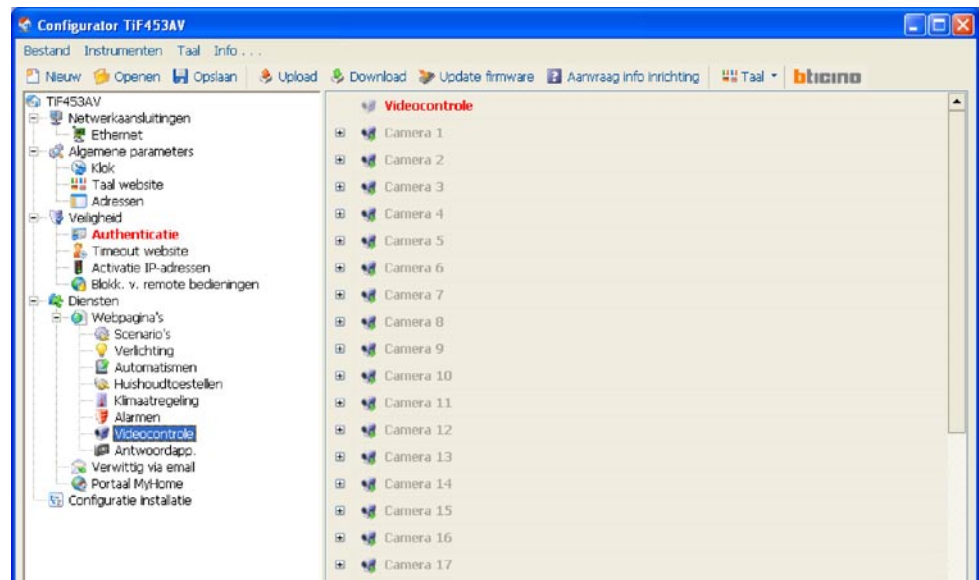 Configurator TiF453AV
Bestand Instrumenten Taal Info . . .
Nieuw Openen Opslaan Upload Download Update firmware Aanvraag info inrichting Taal bticino
TiF453AV
Netwerkaansluitingen
Ethernet
Algemene parameters
Klok
Taal website
Adressen
Veiligheid
Authenticatie
Timeout website
Activatie IP-adressen
Blokk. v. remote bedieningen
Diensten
Webpagina's
Scenario's
Verlichting
Automatismen
Huishoudtoestellen
Klimaatregeling
Alarmen
Videocontrole
Antwoordapp.
Verwittig via email
Portaal MyHome
Configuratie installatie
Videocontrole
Camera 1
Camera 2
Camera 3
Camera 4
Camera 5
Camera 6
Camera 7
Camera 8
Camera 9
Camera 10
Camera 11
Camera 12
Camera 13
Camera 14
Camera 15
Camera 16
Camera 17